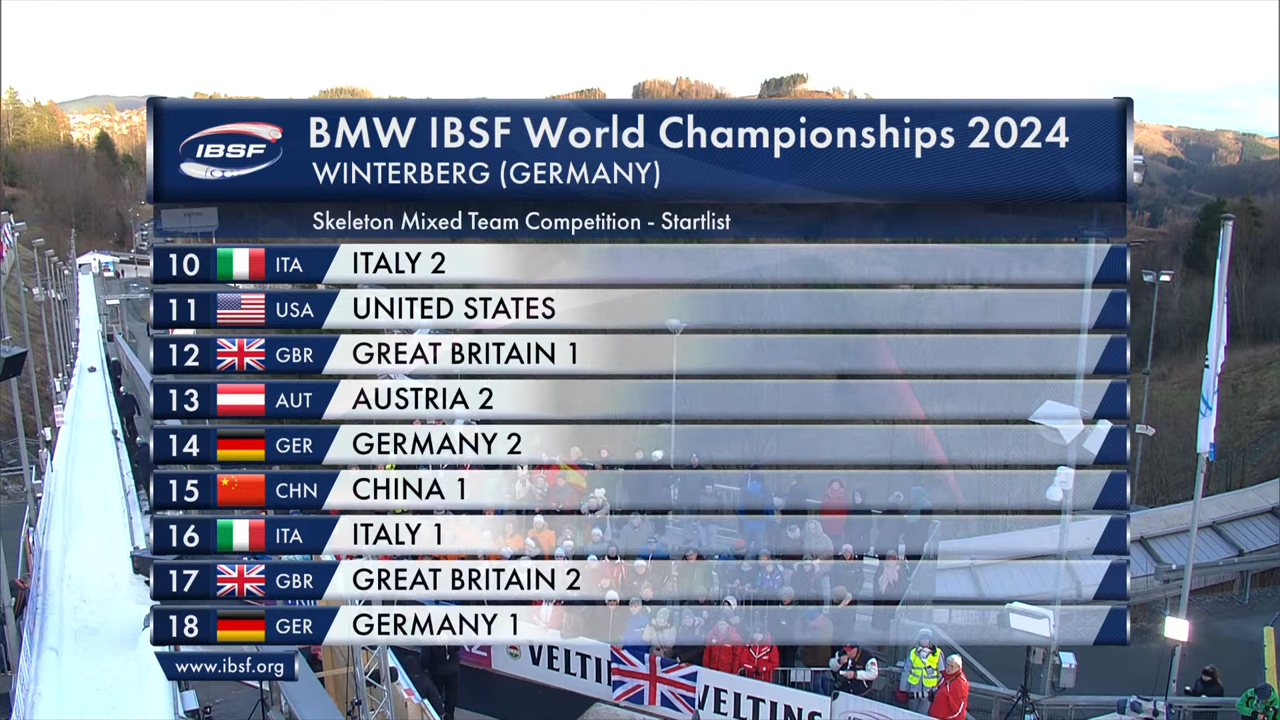 IBSF
BMW IBSF World Championships 2024
WINTERBERG (GERMANY)
Skeleton Mixed Team Competition - Startlist
10 ITA ITALY 2
11 USA UNITED STATES
12 GBR GREAT BRITAIN 1
13 AUT AUSTRIA 2
14 GER GERMANY 2
15 CHN CHINA 1
16 ITA ITALY 1
17 GBR GREAT BRITAIN 2
18 GER GERMANY 1
www.ibsf.org
VELTINS